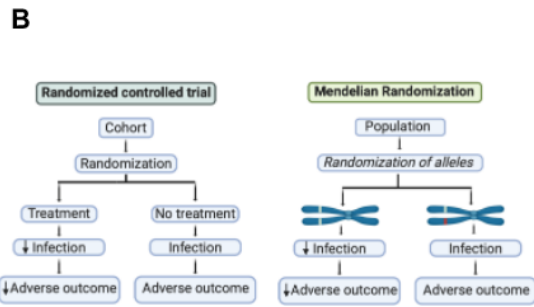 B
Randomized controlled trial
Cohort
Randomization
Treatment
No treatment
↓ Infection
Infection
↓Adverse outcome
Adverse outcome
Mendelian Randomization
Population
Randomization of alleles
↓ Infection
Infection
↓Adverse outcome
Adverse outcome